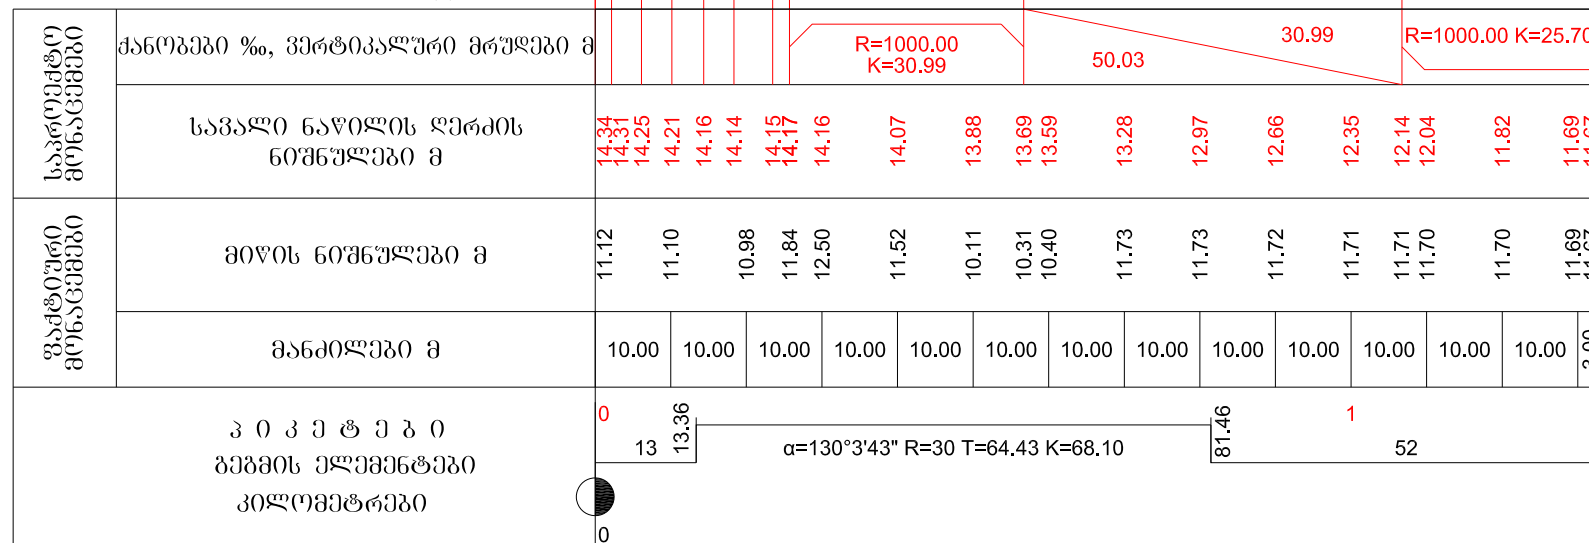 საპროექტო
მონაცემები
ქანობები ‰, ვერტიკალური მრუდები მ
R=1000.00
K=30.99
50.03
30.99
R=1000.00 K=25.70
სავალი ნაწილის ღერძის
ნიშნულები მ
14.34 14.31 14.25 14.21 14.16 14.14 14.15 14.17 14.16 14.07 13.88 13.69 13.59 13.28 12.97 12.66 12.35 12.14 12.04 11.82 11.69
ფაქტიური
მონაცემები
მიწის ნიშნულები მ
11.12 11.10 10.98 11.84 12.50 11.52 10.11 10.31 10.40 11.73 11.73 11.72 11.71 11.71 11.70 11.70 11.69
მანძილები მ
10.00 10.00 10.00 10.00 10.00 10.00 10.00 10.00 10.00 10.00 10.00 10.00 10.00
პ ი კ ე ტ ე ბ ი
0 1
გეგმის ელემენტები
13 13.36 α=130°3'43" R=30 T=64.43 K=68.10 81.46 52
კილომეტრები
0